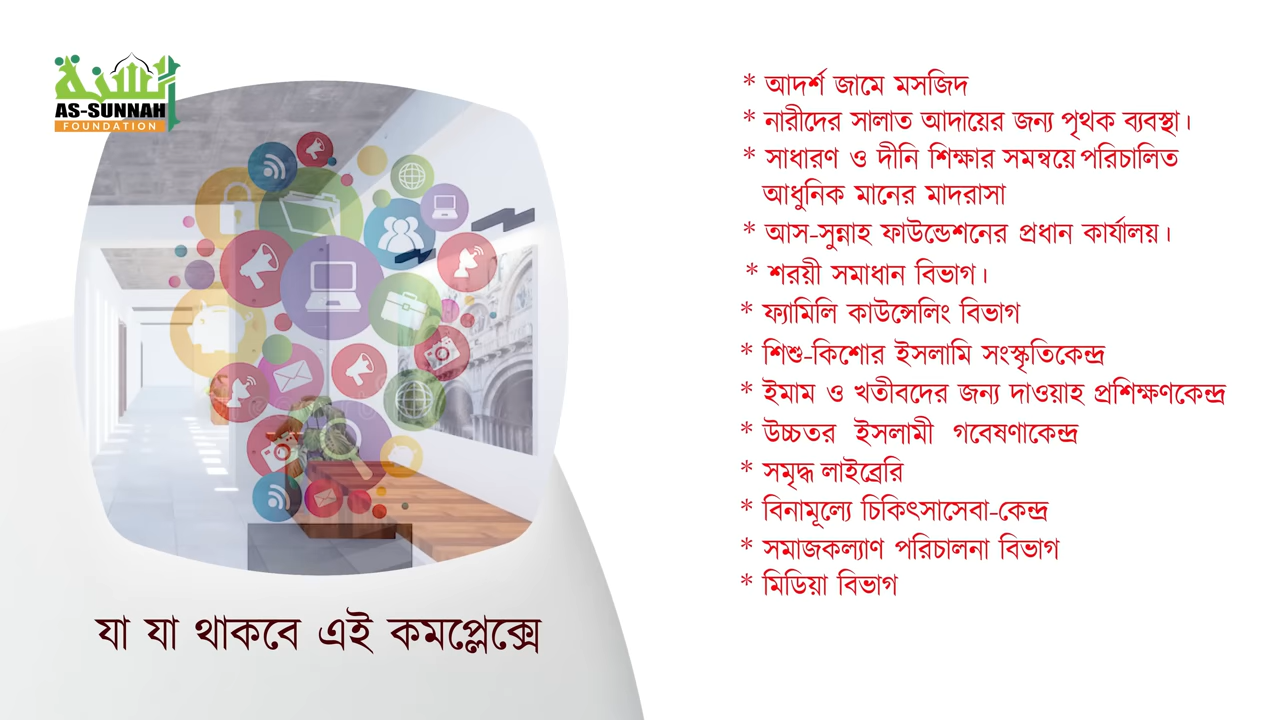 السنة
AS-SUNNAH
FOUNDATION
যা যা থাকবে এই কমপ্লেক্সে
* আদর্শ জামে মসজিদ
* নারীদের সালাত আদায়ের জন্য পৃথক ব্যবস্থা।
* সাধারণ ও দীনি শিক্ষার সমন্বয়ে পরিচালিত
আধুনিক মানের মাদরাসা
* আস-সুন্নাহ ফাউন্ডেশনের প্রধান কার্যালয়।
* শরয়ী সমাধান বিভাগ।
* ফ্যামিলি কাউন্সেলিং বিভাগ
* শিশু-কিশোর ইসলামি সংস্কৃতিকেন্দ্র
* ইমাম ও খতীবদের জন্য দাওয়াহ প্রশিক্ষণকেন্দ্র
* উচ্চতর ইসলামী গবেষণাকেন্দ্র
* সমৃদ্ধ লাইব্রেরি
* বিনামূল্যে চিকিৎসাসেবা-কেন্দ্র
* সমাজকল্যাণ পরিচালনা বিভাগ
* মিডিয়া বিভাগ